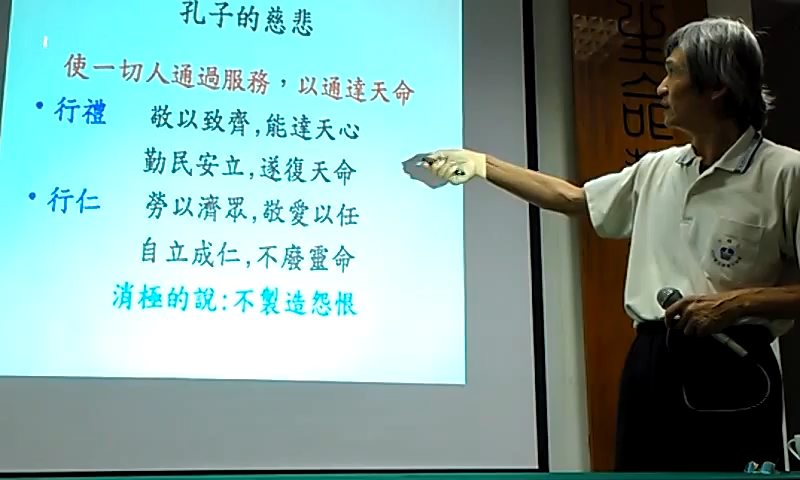 孔子的慈悲
使一切人通過服務，以通達天命
•行禮 敬以致齊,能達天心
勤民安立,遂復天命
•行仁 勞以濟眾,敬愛以任
自立成仁,不廢靈命
消極的說:不製造怨恨
命